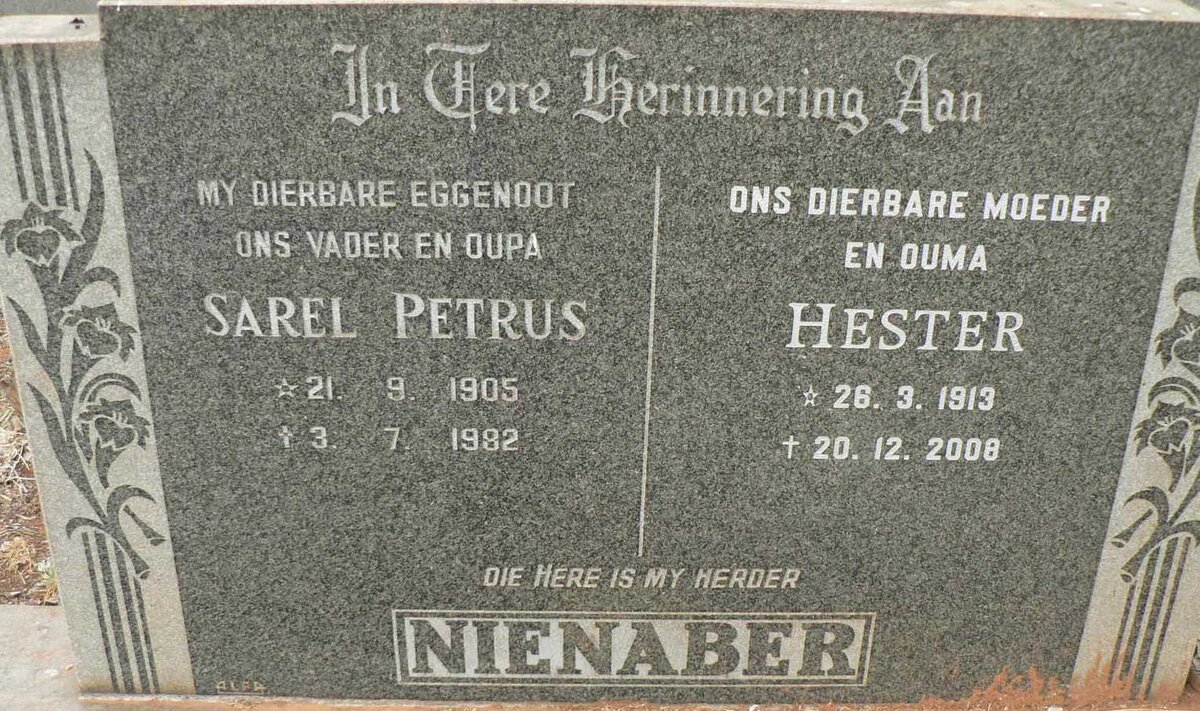 In Tere Herinnering Aan
MY DIERBARE EGGENOOT
ONS VADER EN OUPA
SAREL PETRUS
☆ 21. 9. 1905
✝ 3. 7. 1982
ONS DIERBARE MOEDER
EN OUMA
HESTER
☆ 26. 3. 1913
✝ 20. 12. 2008
DIE HERE IS MY HERDER
NIENABER